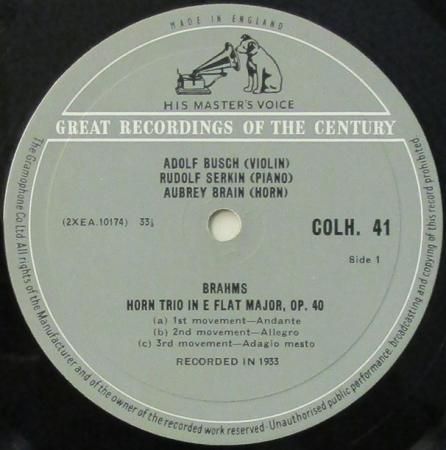 MADE IN ENGLAND
HIS MASTER'S VOICE
GREAT RECORDINGS OF THE CENTURY
ADOLF BUSCH (VIOLIN)
RUDOLF SERKIN (PIANO)
AUBREY BRAIN (HORN)
(2XEA.10174) 33⅓
COLH. 41
Side 1
BRAHMS
HORN TRIO IN E FLAT MAJOR, OP. 40
(a) 1st movement—Andante
(b) 2nd movement—Allegro
(c) 3rd movement—Adagio mesto
RECORDED IN 1933
The Gramophone Co Ltd All rights of the Manufacturer and of the owner of the recorded work reserved · Unauthorised public performance, broadcasting and copying of this record prohibited.